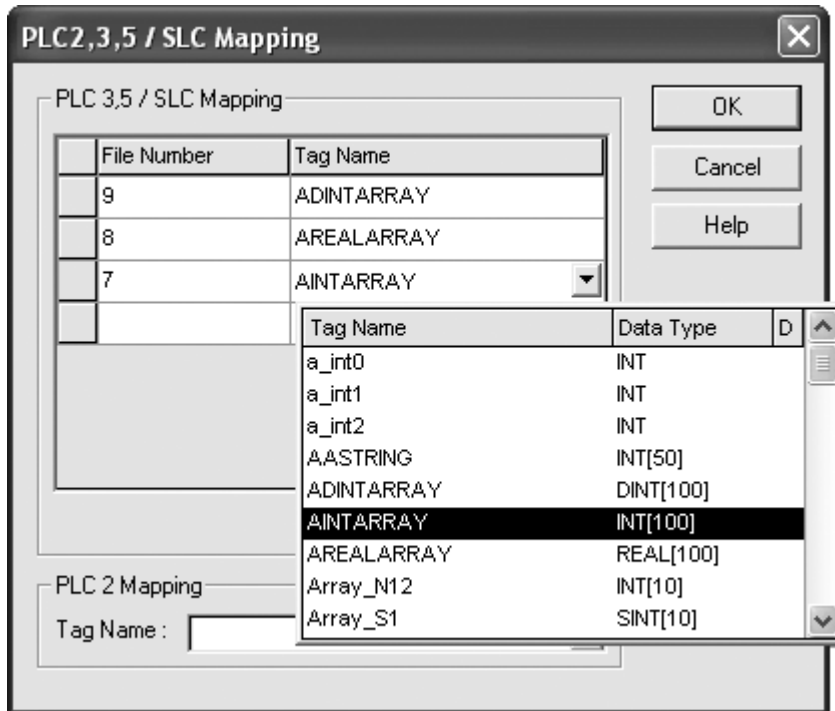 PLC2,3,5 / SLC Mapping
PLC 3,5 / SLC Mapping
File Number Tag Name
9 ADINTARRAY
8 AREALARRAY
7 AINTARRAY
OK
Cancel
Help
Tag Name Data Type D
a_int0 INT
a_int1 INT
a_int2 INT
AASTRING INT[50]
ADINTARRAY DINT[100]
AINTARRAY INT[100]
AREALARRAY REAL[100]
Array_N12 INT[10]
Array_S1 SINT[10]
PLC 2 Mapping
Tag Name :